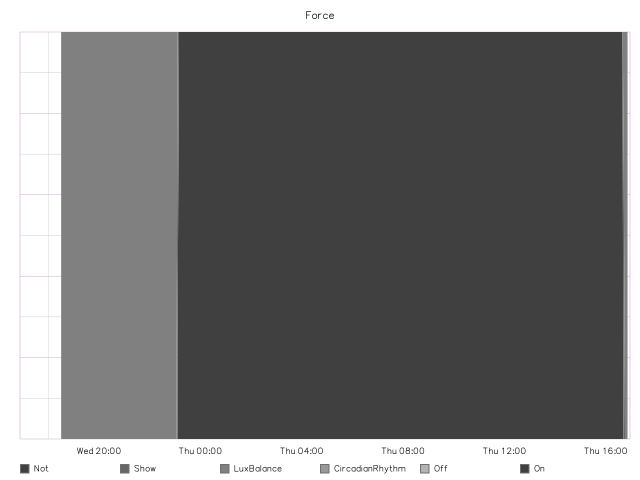 Force
Wed 20:00 Thu 00:00 Thu 04:00 Thu 08:00 Thu 12:00 Thu 16:00
Not Show LuxBalance CircadianRhythm Off On